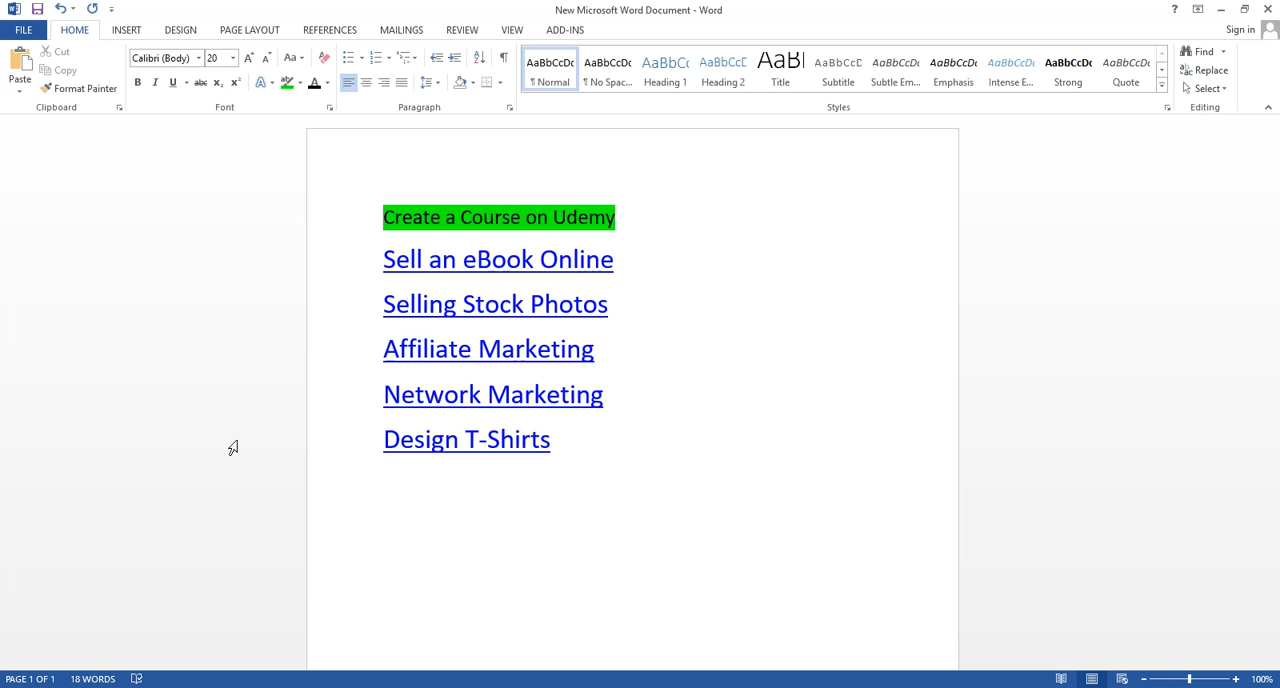 New Microsoft Word Document - Word
Sign in
FILE HOME INSERT DESIGN PAGE LAYOUT REFERENCES MAILINGS REVIEW VIEW ADD-INS
Paste
Cut
Copy
Format Painter
Clipboard
Calibri (Body) 20
Font
Paragraph
AaBbCcDc AaBbCcDc AaBbCc AaBbCcD AaBl AaBbCcD AaBbCcDc AaBbCcDc AaBbCcDc AaBbCcDc AaBbCcDc
¶ Normal ¶ No Spac... Heading 1 Heading 2 Title Subtitle Subtle Em... Emphasis Intense E... Strong Quote
Styles
Find
Replace
Select
Editing
Create a Course on Udemy
Sell an eBook Online
Selling Stock Photos
Affiliate Marketing
Network Marketing
Design T-Shirts
PAGE 1 OF 1 18 WORDS
100%